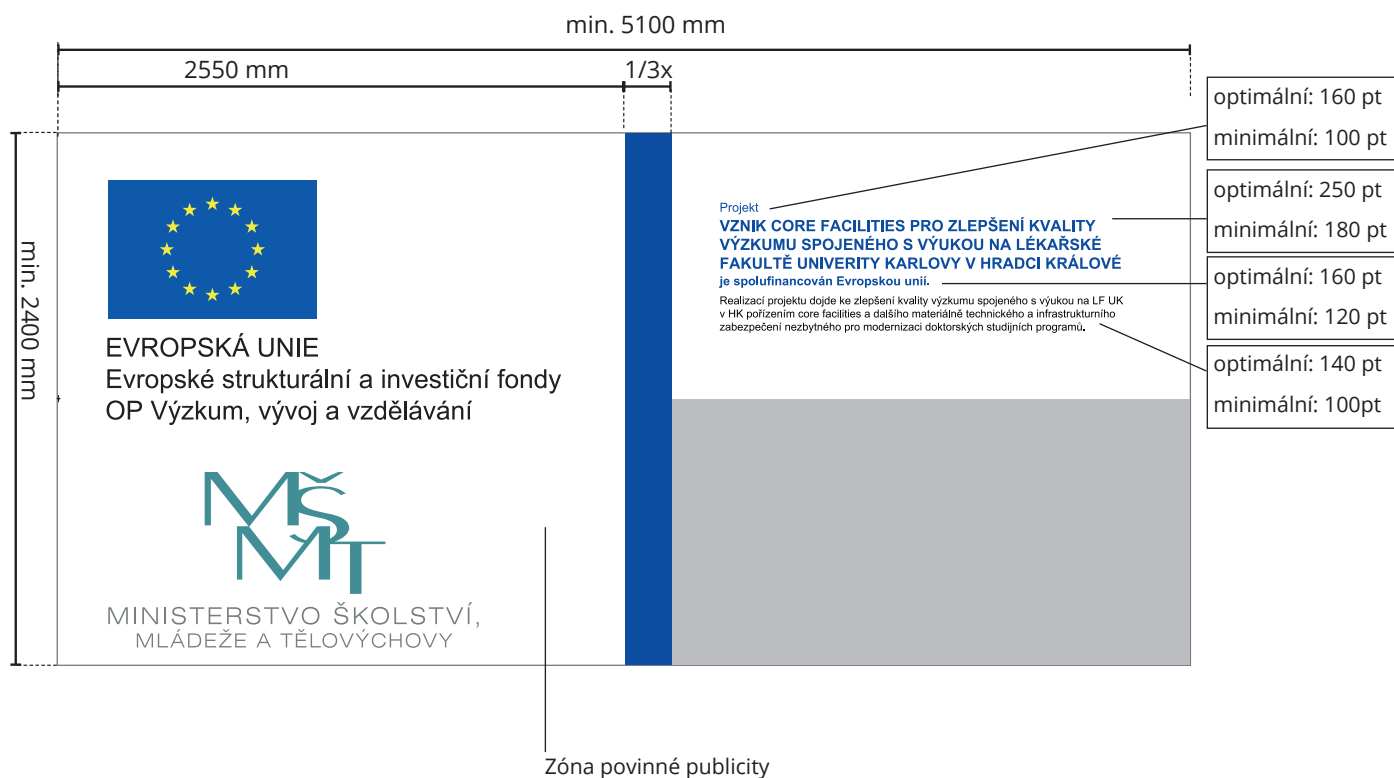 min. 5100 mm
2550 mm
1/3x
min. 2400 mm
EVROPSKÁ UNIE
Evropské strukturální a investiční fondy
OP Výzkum, vývoj a vzdělávání
MŠ
MT
MINISTERSTVO ŠKOLSTVÍ,
MLÁDEŽE A TĚLOVÝCHOVY
Projekt
VZNIK CORE FACILITIES PRO ZLEPŠENÍ KVALITY
VÝZKUMU SPOJENÉHO S VÝUKOU NA LÉKAŘSKÉ
FAKULTĚ UNIVERITY KARLOVY V HRADCI KRÁLOVÉ
je spolufinancován Evropskou unií.
Realizací projektu dojde ke zlepšení kvality výzkumu spojeného s výukou na LF UK
v HK pořízením core facilities a dalšího materiálně technického a infrastrukturního
zabezpečení nezbytného pro modernizaci doktorských studijních programů.
optimální: 160 pt
minimální: 100 pt
optimální: 250 pt
minimální: 180 pt
optimální: 160 pt
minimální: 120 pt
optimální: 140 pt
minimální: 100pt
Zóna povinné publicity